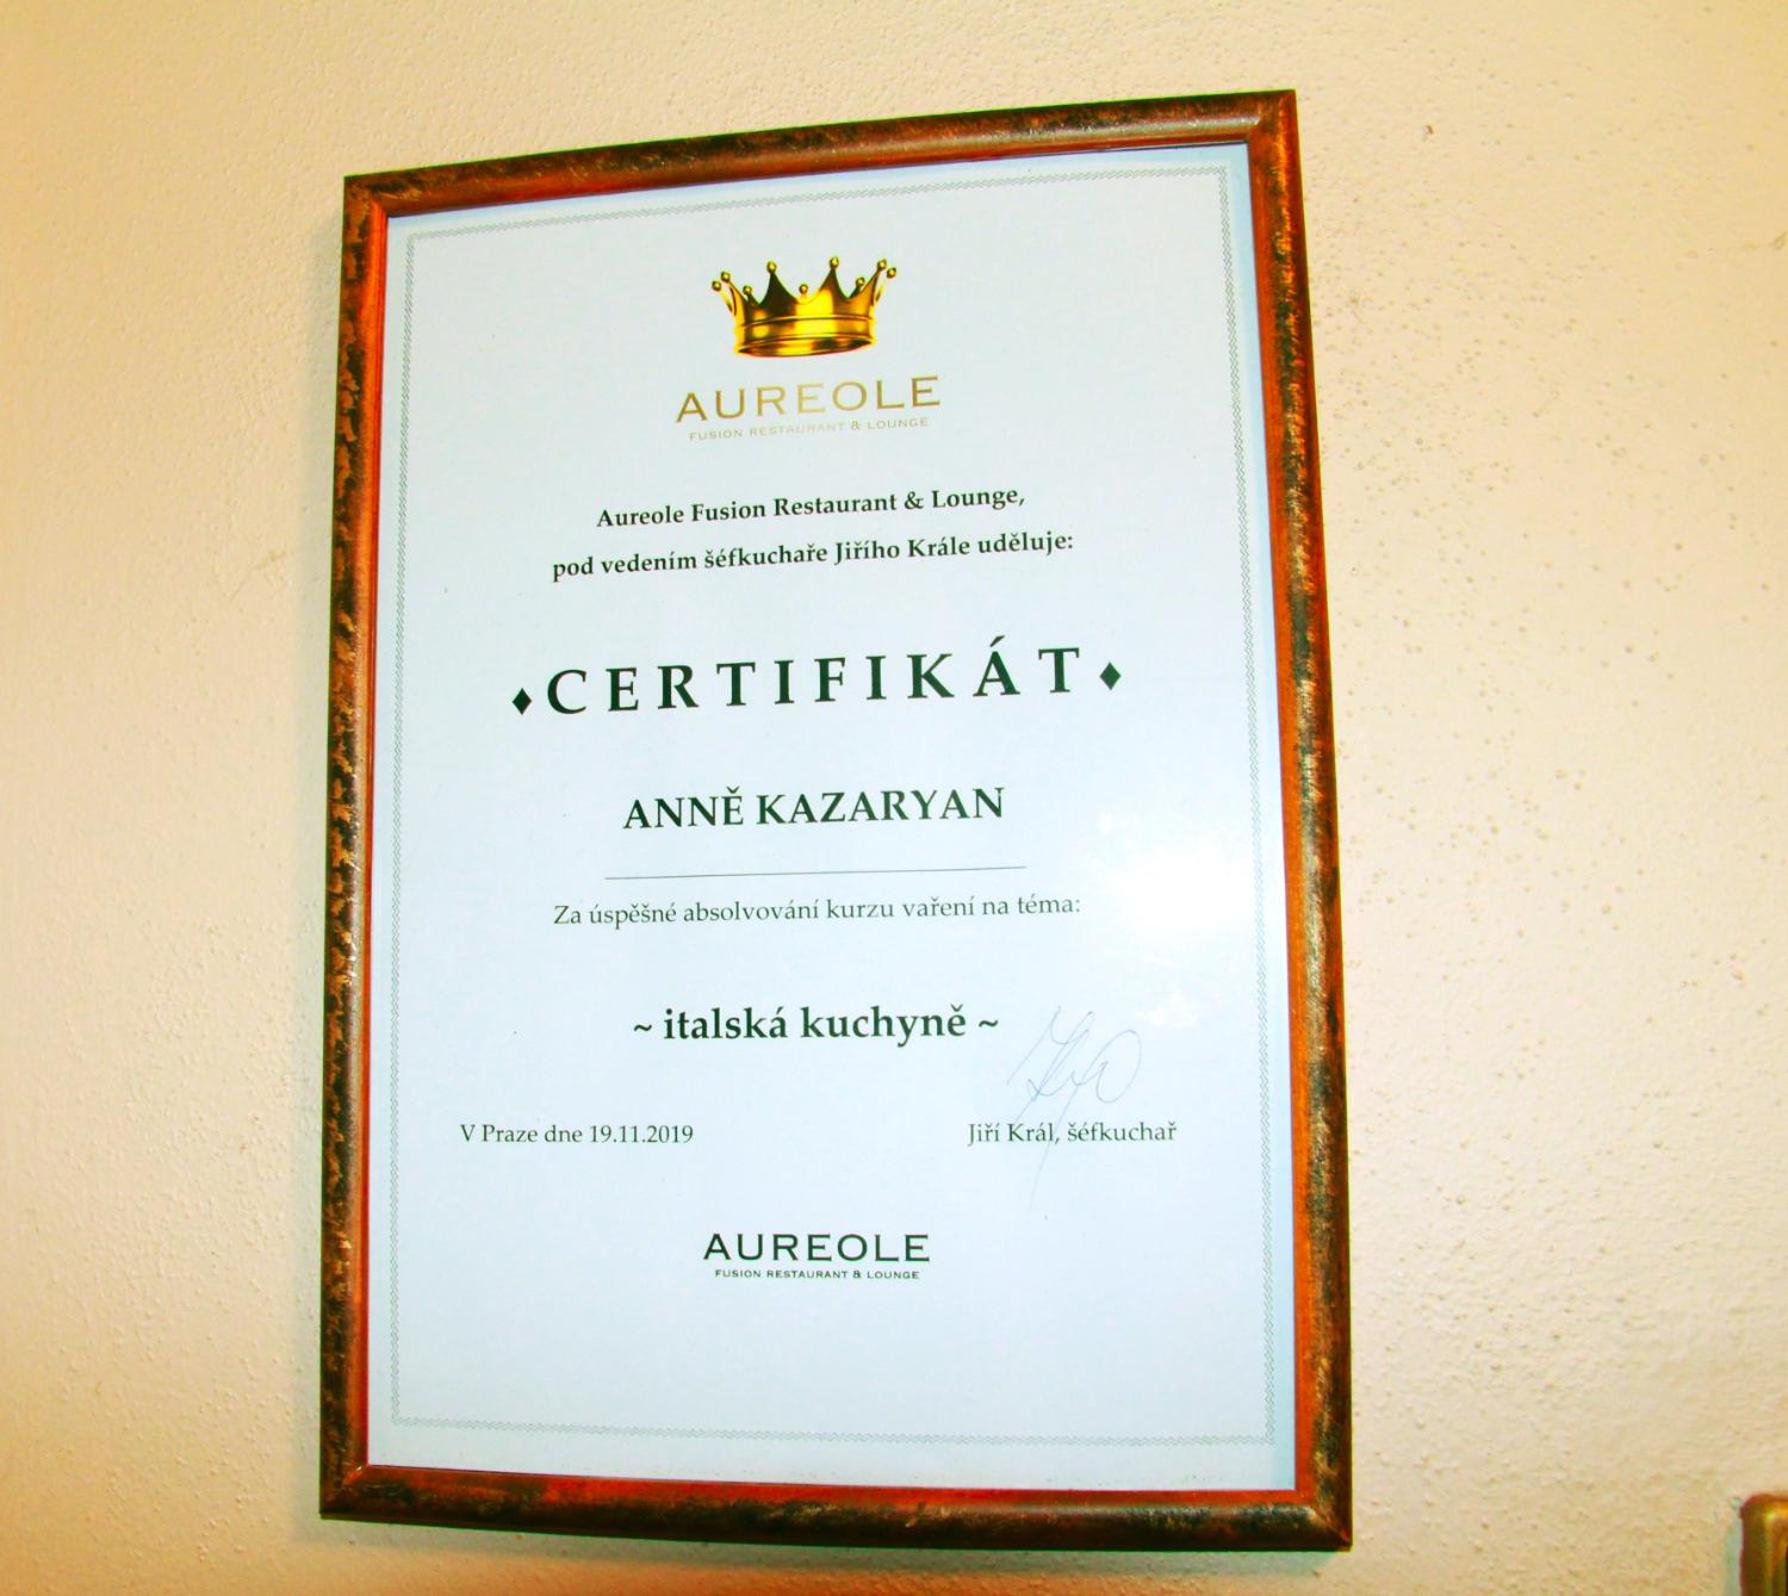 AUREOLE
FUSION RESTAURANT & LOUNGE
Aureole Fusion Restaurant & Lounge,
pod vedením šéfkuchaře Jiřího Krále uděluje:
♦CERTIFIKÁT♦
ANNĚ KAZARYAN
Za úspěšné absolvování kurzu vaření na téma:
~ italská kuchyně ~
V Praze dne 19.11.2019
Jiří Král, šéfkuchař
AUREOLE
FUSION RESTAURANT & LOUNGE